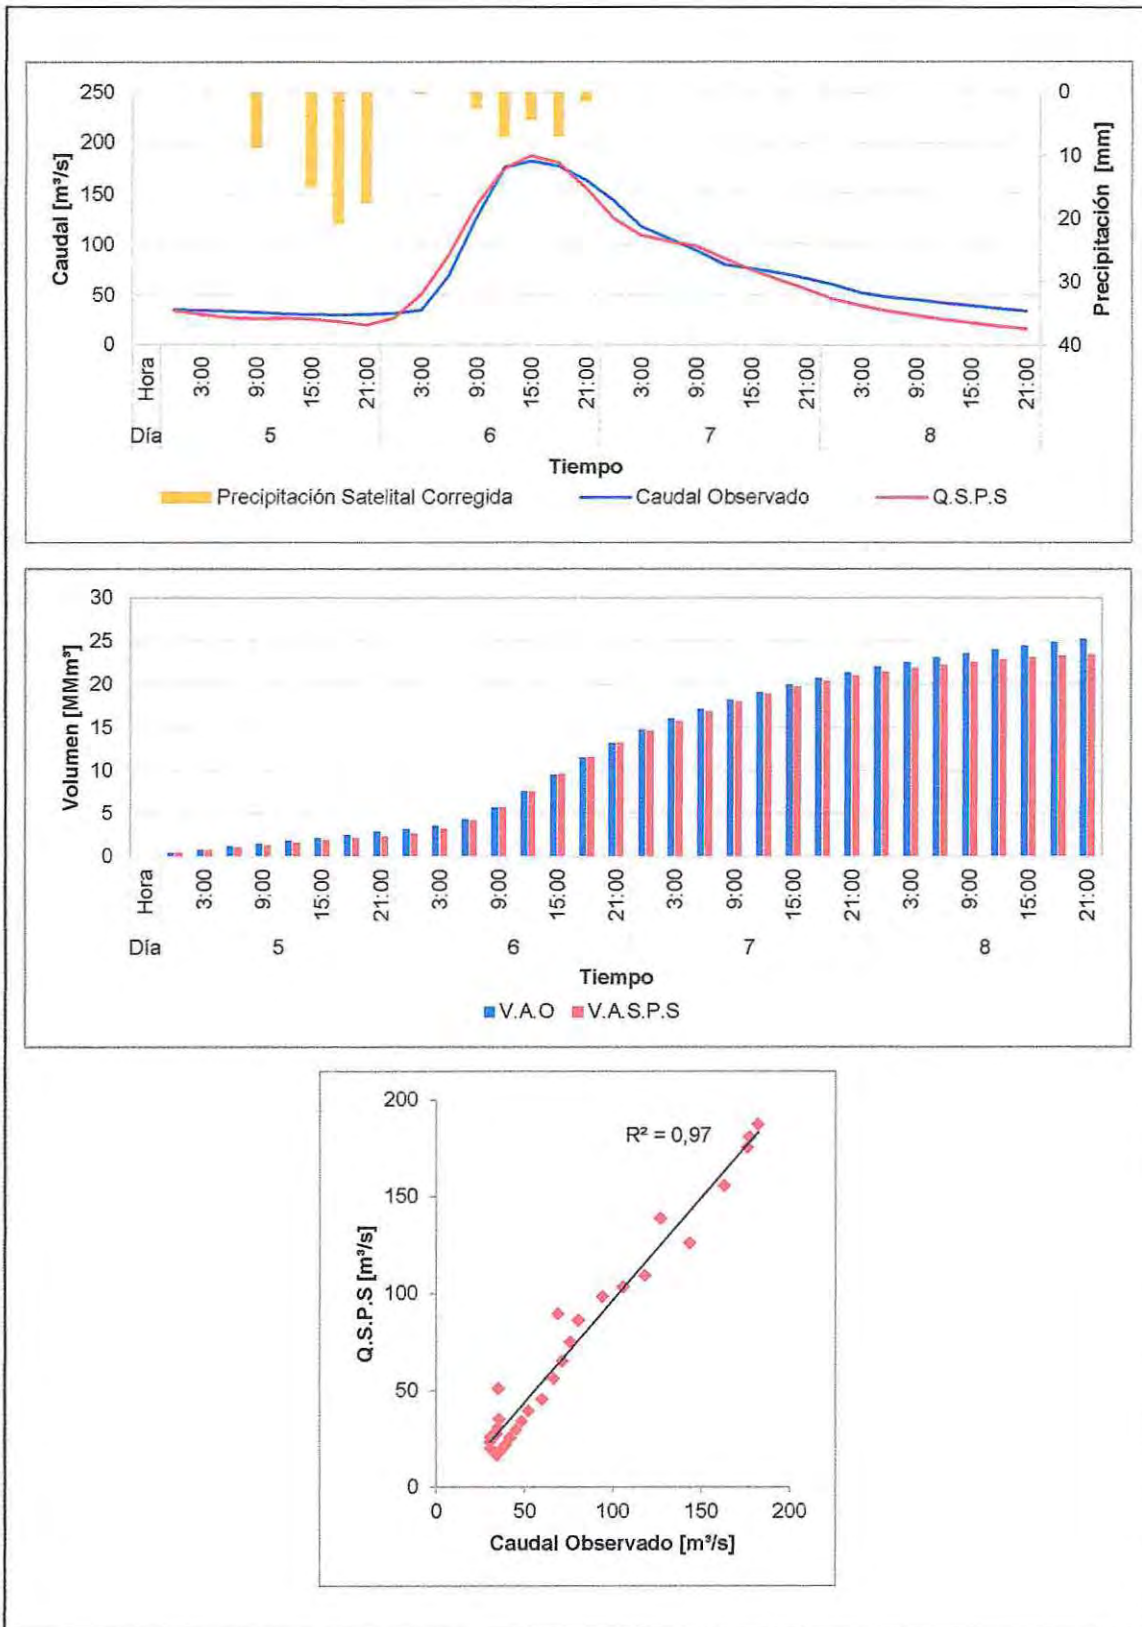 250
200
150
100
50
0
Caudal [m³/s]
0
10
20
30
40
Precipitación [mm]
Hora 3:00 9:00 15:00 21:00 3:00 9:00 15:00 21:00 3:00 9:00 15:00 21:00 3:00 9:00 15:00 21:00
Día 5 6 7 8
Tiempo
Precipitación Satelital Corregida Caudal Observado Q.S.P.S
30
25
20
15
10
5
0
Volumen [MMm³]
Hora 3:00 9:00 15:00 21:00 3:00 9:00 15:00 21:00 3:00 9:00 15:00 21:00 3:00 9:00 15:00 21:00
Día 5 6 7 8
Tiempo
V.A.O V.A.S.P.S
200
150
100
50
0
Q.S.P.S [m³/s]
R² = 0,97
0 50 100 150 200
Caudal Observado [m³/s]